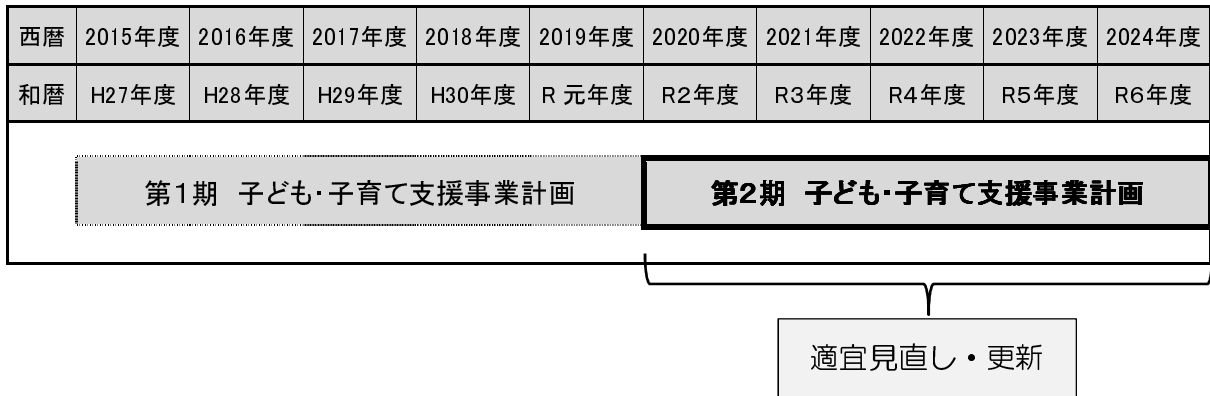 西暦 2015年度 2016年度 2017年度 2018年度 2019年度 2020年度 2021年度 2022年度 2023年度 2024年度
和暦 H27年度 H28年度 H29年度 H30年度 R元年度 R2年度 R3年度 R4年度 R5年度 R6年度
第1期 子ども・子育て支援事業計画 第2期 子ども・子育て支援事業計画
適宜見直し・更新